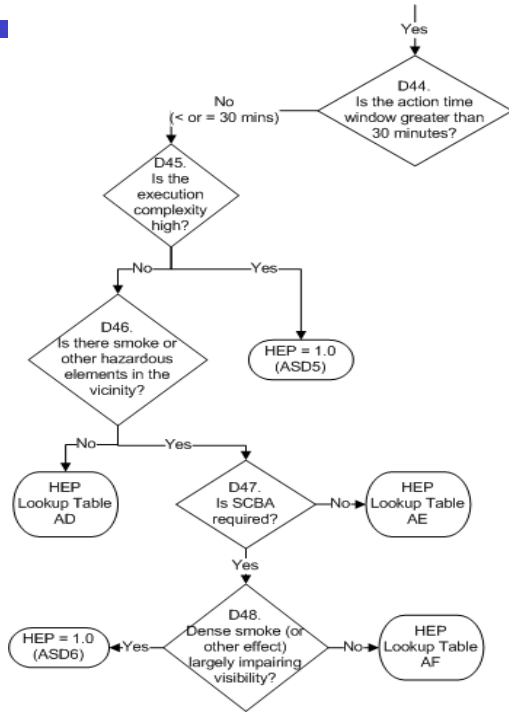 Yes
D44.
Is the action time
window greater than
30 minutes?
No
(< or = 30 mins)
D45.
Is the
execution
complexity
high?
No
Yes
D46.
Is there smoke or
other hazardous
elements in the
vicinity?
HEP = 1.0
(ASD5)
No
Yes
HEP
Lookup Table
AD
D47.
Is SCBA
required?
No
HEP
Lookup Table
AE
Yes
D48.
Dense smoke (or
other effect)
largely impairing
visibility?
Yes
HEP = 1.0
(ASD6)
No
HEP
Lookup Table
AF